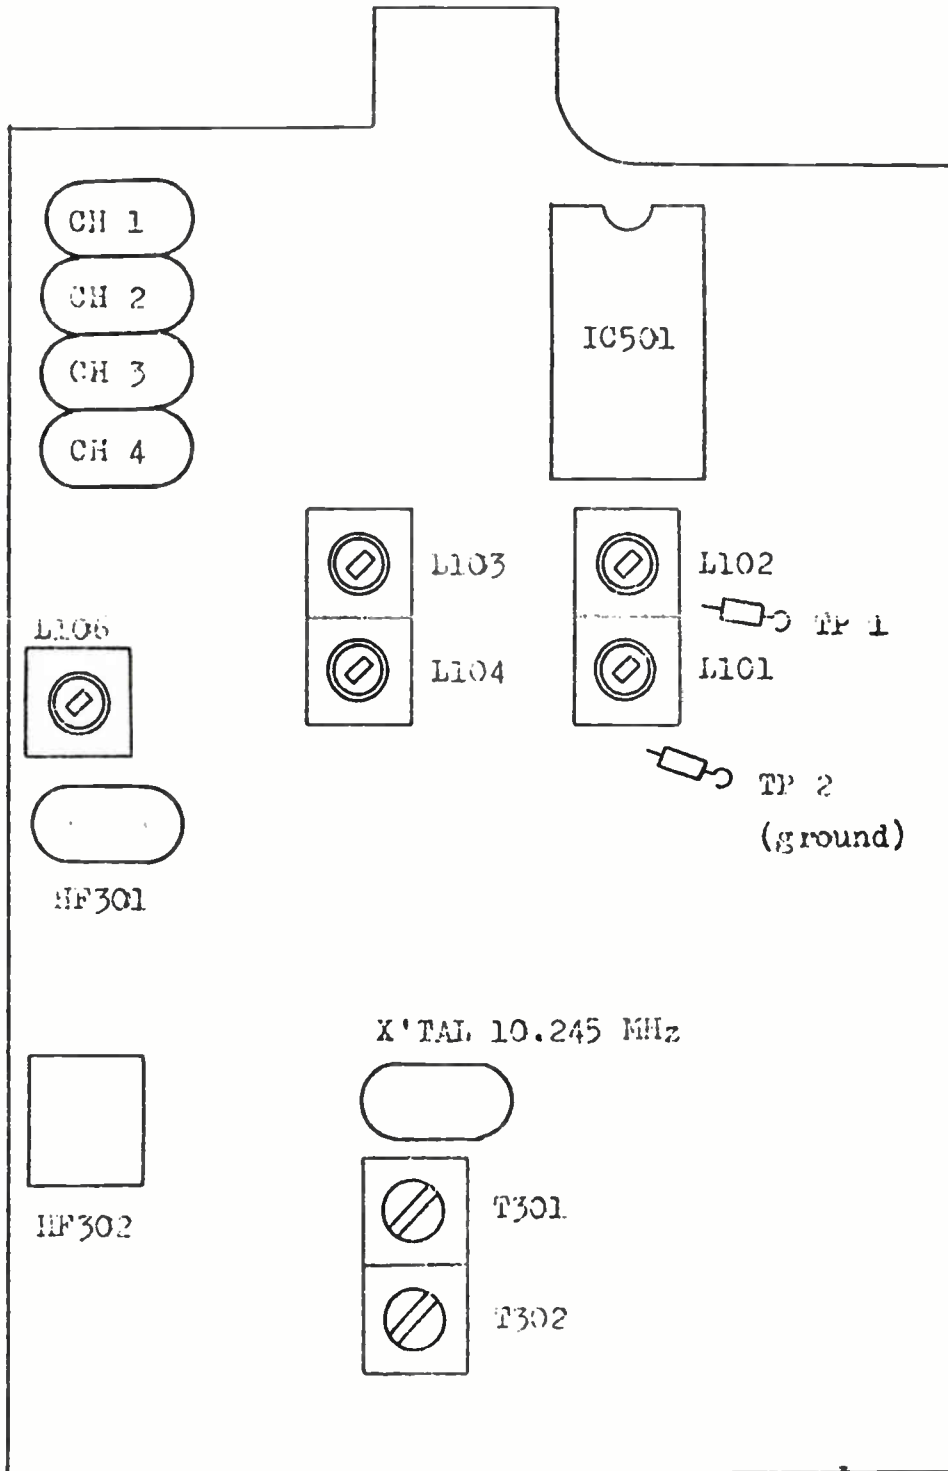 CH 1
CH 2
CH 3
CH 4
IC501
L103
L102
TP 1
L106
L104
L101
TP 2
(ground)
HF301
X'TAL 10.245 MHz
T301
HF302
T302